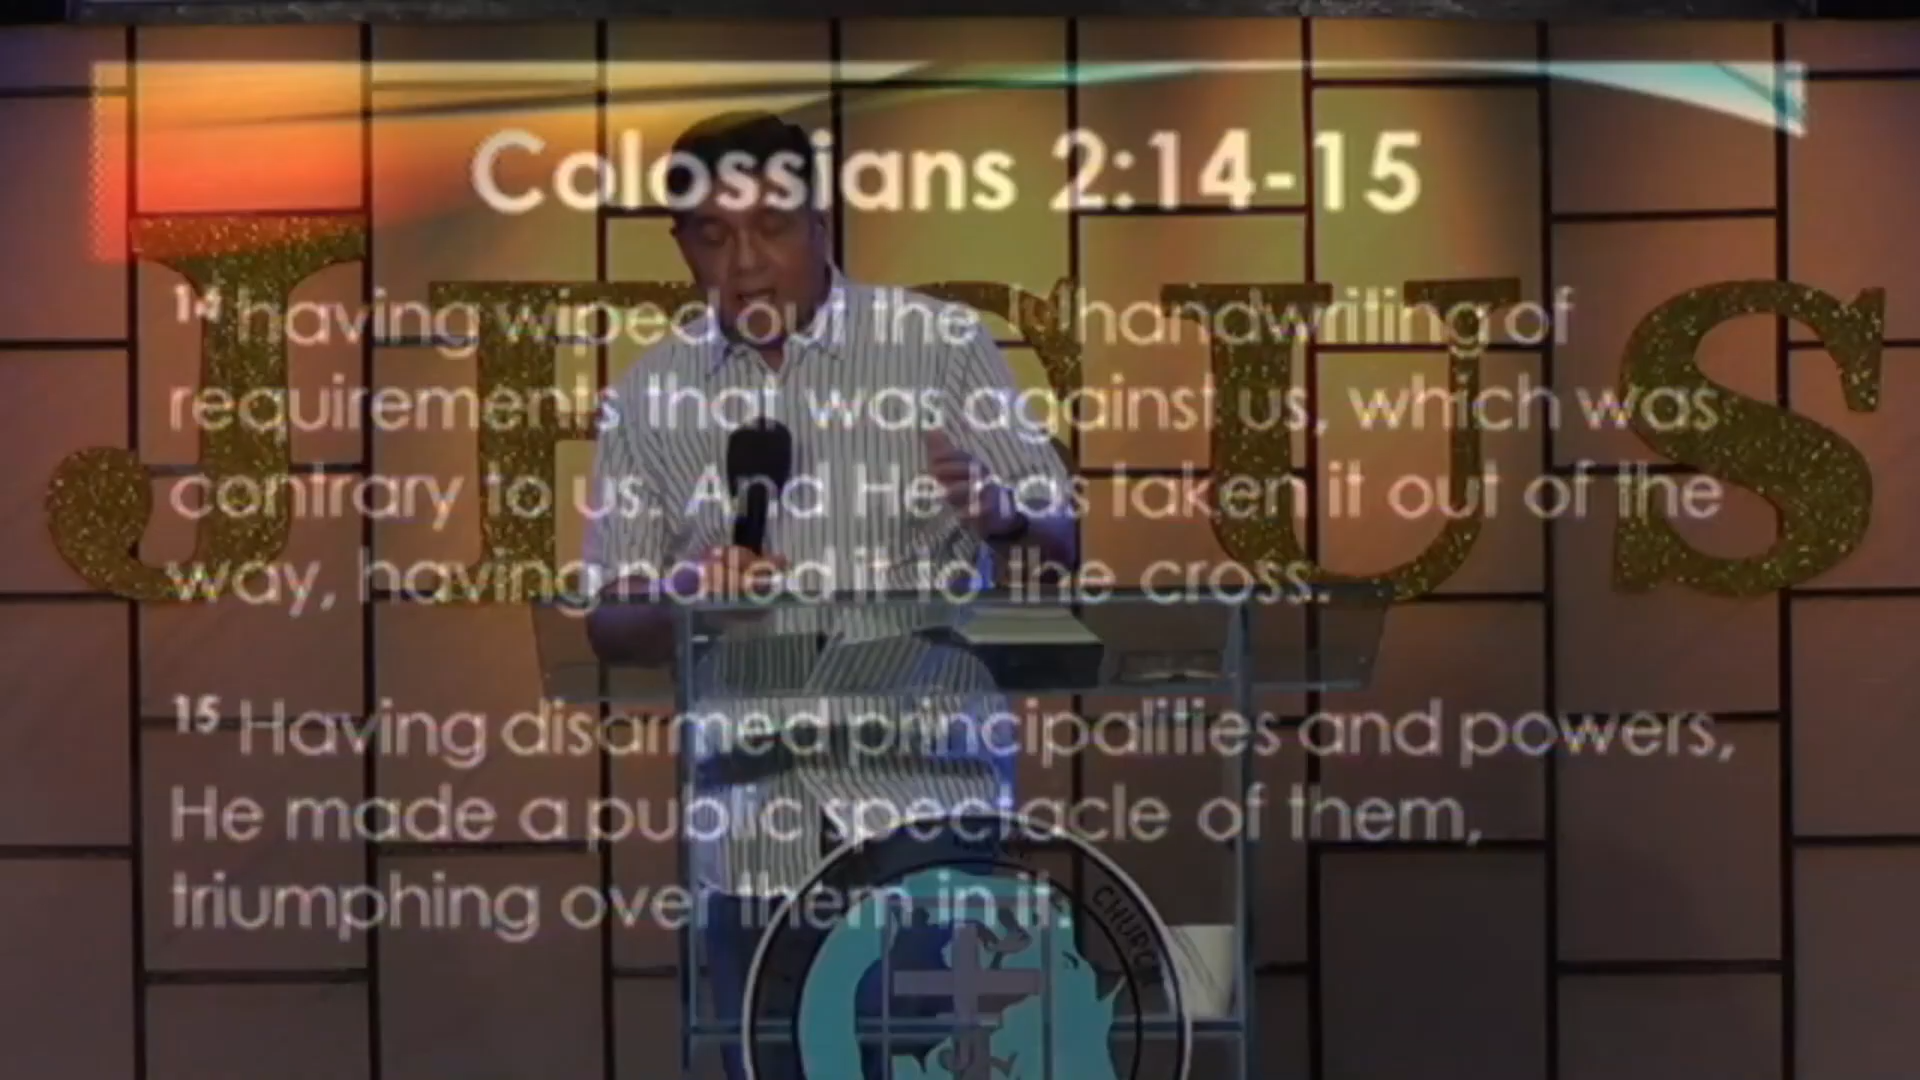 Colossians 2:14-15
JESUS
14 having wiped out the handwriting of
requirements that was against us, which was
contrary to us. And He has taken it out of the
way, having nailed it to the cross.
15 Having disarmed principalities and powers,
He made a public spectacle of them,
triumphing over them in it.
CHURCH